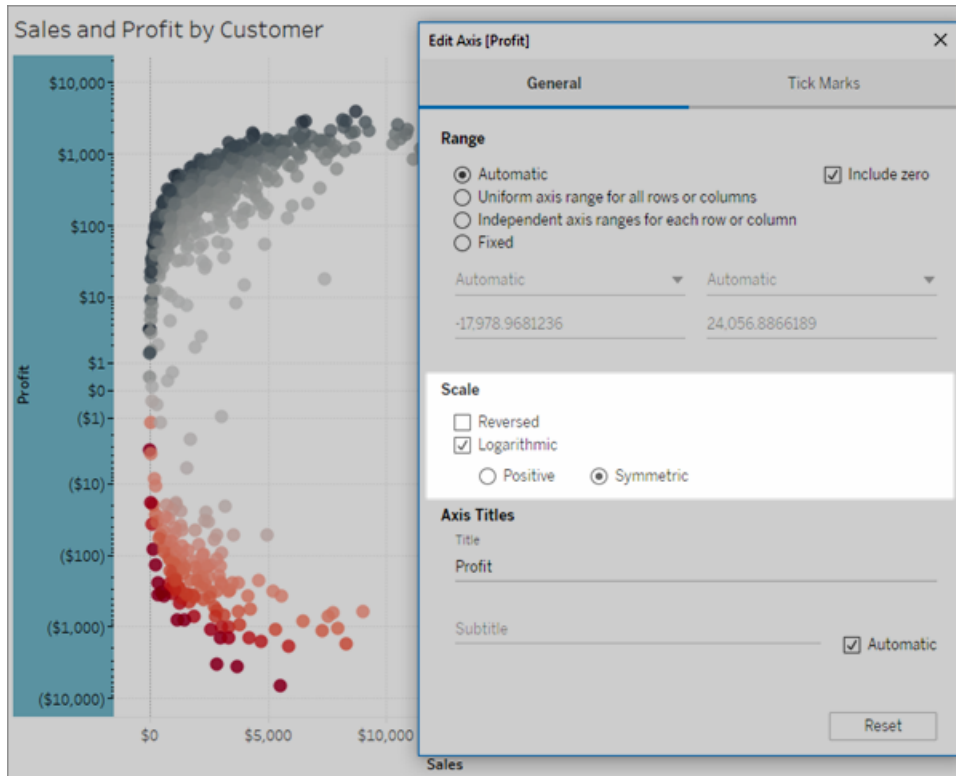 Sales and Profit by Customer
$10,000
$1,000
$100
$10
$1
$0
($1)
($10)
($100)
($1,000)
($10,000)
Profit
$0
$5,000
$10,000
Sales
Edit Axis [Profit]
General
Tick Marks
Range
Automatic
Include zero
Uniform axis range for all rows or columns
Independent axis ranges for each row or column
Fixed
Automatic
Automatic
-17,978.9681236
24,056.8866189
Scale
Reversed
Logarithmic
Positive
Symmetric
Axis Titles
Title
Profit
Subtitle
Automatic
Reset